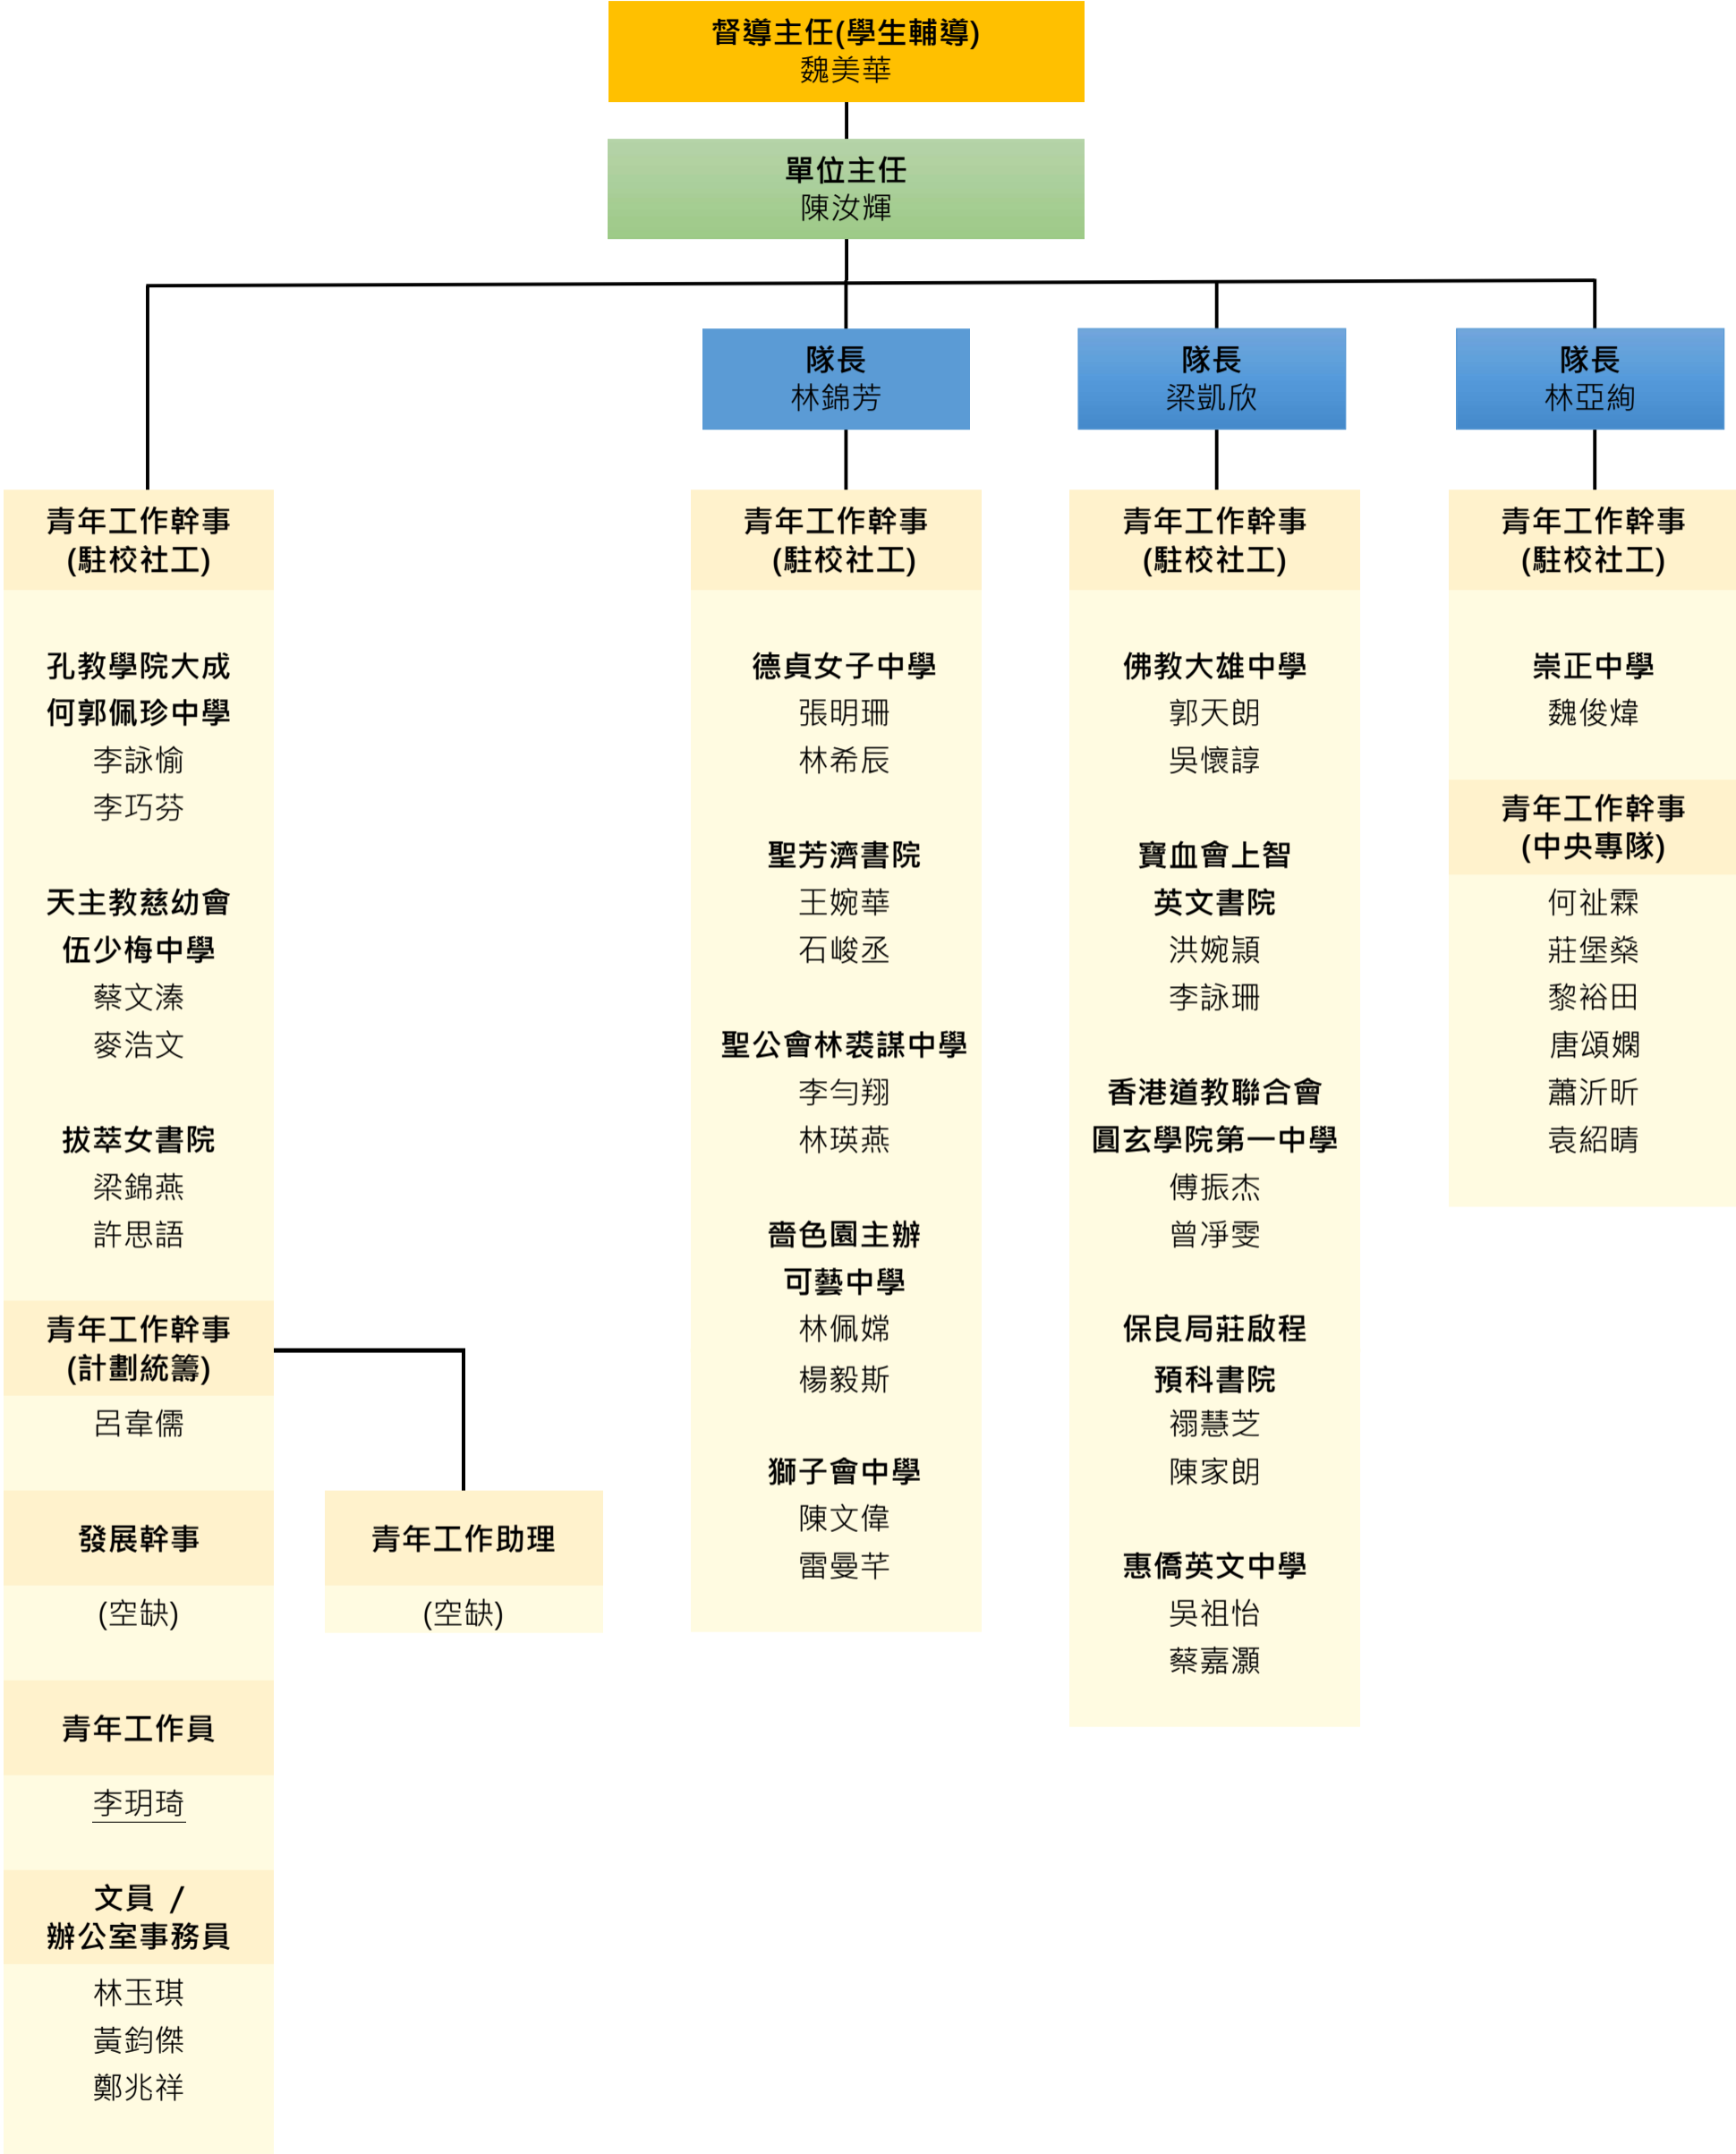 督導主任(學生輔導)
魏美華
單位主任
陳汝輝
隊長
林錦芳
隊長
梁凱欣
隊長
林亞絢
青年工作幹事
(駐校社工)
孔教學院大成
何郭佩珍中學
李詠愉
李巧芬
天主教慈幼會
伍少梅中學
蔡文溱
麥浩文
拔萃女書院
梁錦燕
許思語
青年工作幹事
(計劃統籌)
呂韋儒
發展幹事
(空缺)
青年工作員
李玥琦
文員 /
辦公室事務員
林玉琪
黃鈞傑
鄭兆祥
青年工作助理
(空缺)
青年工作幹事
(駐校社工)
德貞女子中學
張明珊
林希辰
聖芳濟書院
王婉華
石峻丞
聖公會林裘謀中學
李勻翔
林瑛燕
嗇色園主辦
可藝中學
林佩嫦
楊毅斯
獅子會中學
陳文偉
雷曼芊
青年工作幹事
(駐校社工)
佛教大雄中學
郭天朗
吳懷諄
寶血會上智
英文書院
洪婉穎
李詠珊
香港道教聯合會
圓玄學院第一中學
傅振杰
曾淨雯
保良局莊啟程
預科書院
禤慧芝
陳家朗
惠僑英文中學
吳祖怡
蔡嘉灝
青年工作幹事
(駐校社工)
崇正中學
魏俊煒
青年工作幹事
(中央專隊)
何祉霖
莊堡燊
黎裕田
唐頌嫻
蕭沂昕
袁紹晴